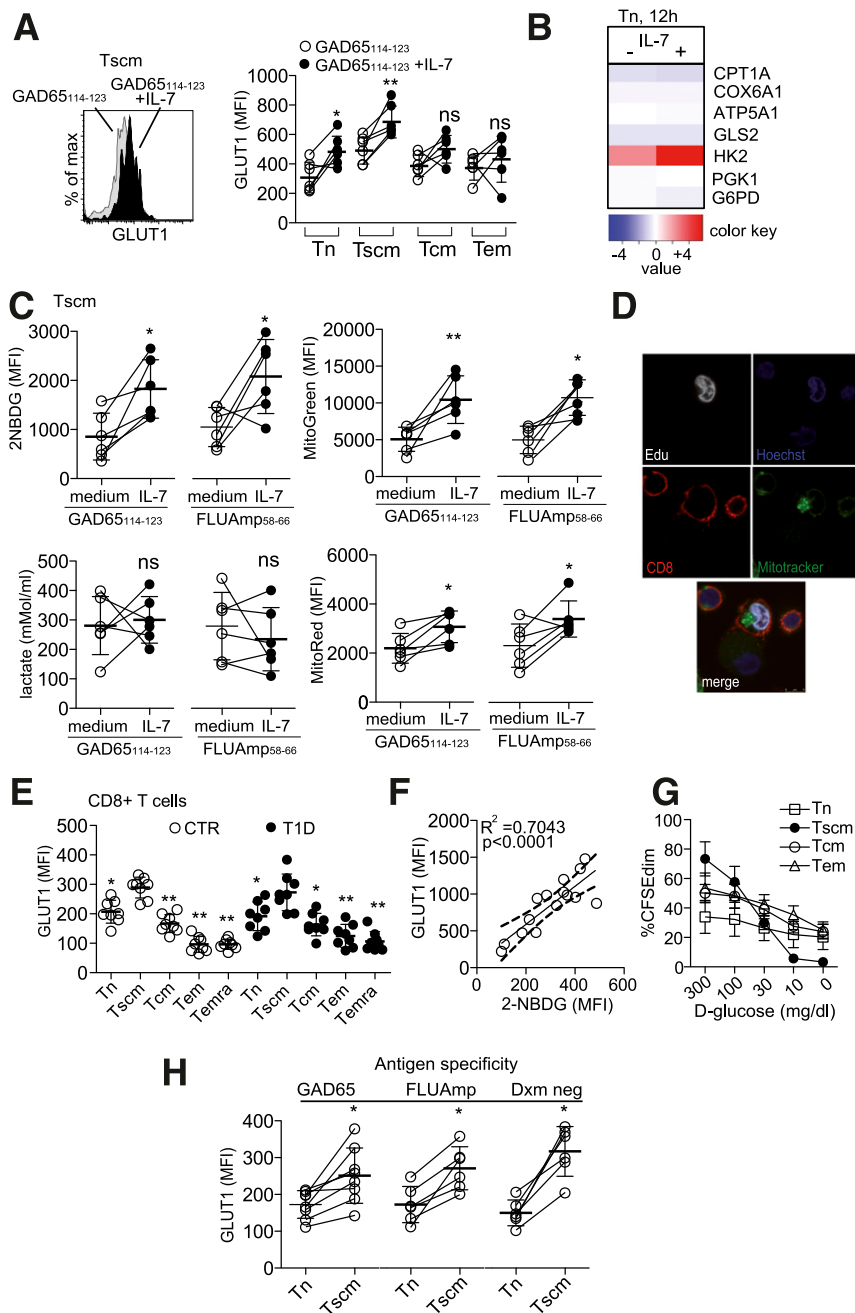 A
Tscm
GAD65114-123
GAD65114-123
+IL-7
% of max
GLUT1
GAD65114-123
GAD65114-123 +IL-7
GLUT1 (MFI)
800
600
400
200
0
*
**
ns
ns
Tn
Tscm
Tcm
Tem
B
Tn, 12h
IL-7
- +
CPT1A
COX6A1
ATP5A1
GLS2
HK2
PGK1
G6PD
color key
-4 0 +4
value
C
Tscm
2NBDG (MFI)
3000
2000
1000
0
*
*
medium IL-7
GAD65114-123
medium IL-7
FLUAmp58-66
MitoGreen (MFI)
20000
15000
10000
5000
0
**
*
medium IL-7
GAD65114-123
medium IL-7
FLUAmp58-66
lactate (mMol/ml)
600
400
200
0
ns
ns
medium IL-7
GAD65114-123
medium IL-7
FLUAmp58-66
MitoRed (MFI)
6000
4000
2000
0
*
*
medium IL-7
GAD65114-123
medium IL-7
FLUAmp58-66
D
Edu
Hoechst
CD8
Mitotracker
merge
E
CD8+ T cells
CTR
T1D
GLUT1
(MFI)
500
400
300
200
100
0
*
**
**
**
*
*
**
**
Tn
Tscm
Tcm
Tem
Temra
Tn
Tscm
Tcm
Tem
Temra
F
R2 =0.7043
p<0.0001
GLUT1 (MFI)
2000
1500
1000
500
0
0 200 400 600
2-NBDG (MFI)
G
Tn
Tscm
Tcm
Tem
%CFSEdim
100
80
60
40
20
0
300
100
30
10
0
D-glucose (mg/dl)
H
Antigen specificity
GAD65
FLUAmp
Dxm neg
GLUT1 (MFI)
400
300
200
100
0
*
*
*
Tn
Tscm
Tn
Tscm
Tn
Tscm